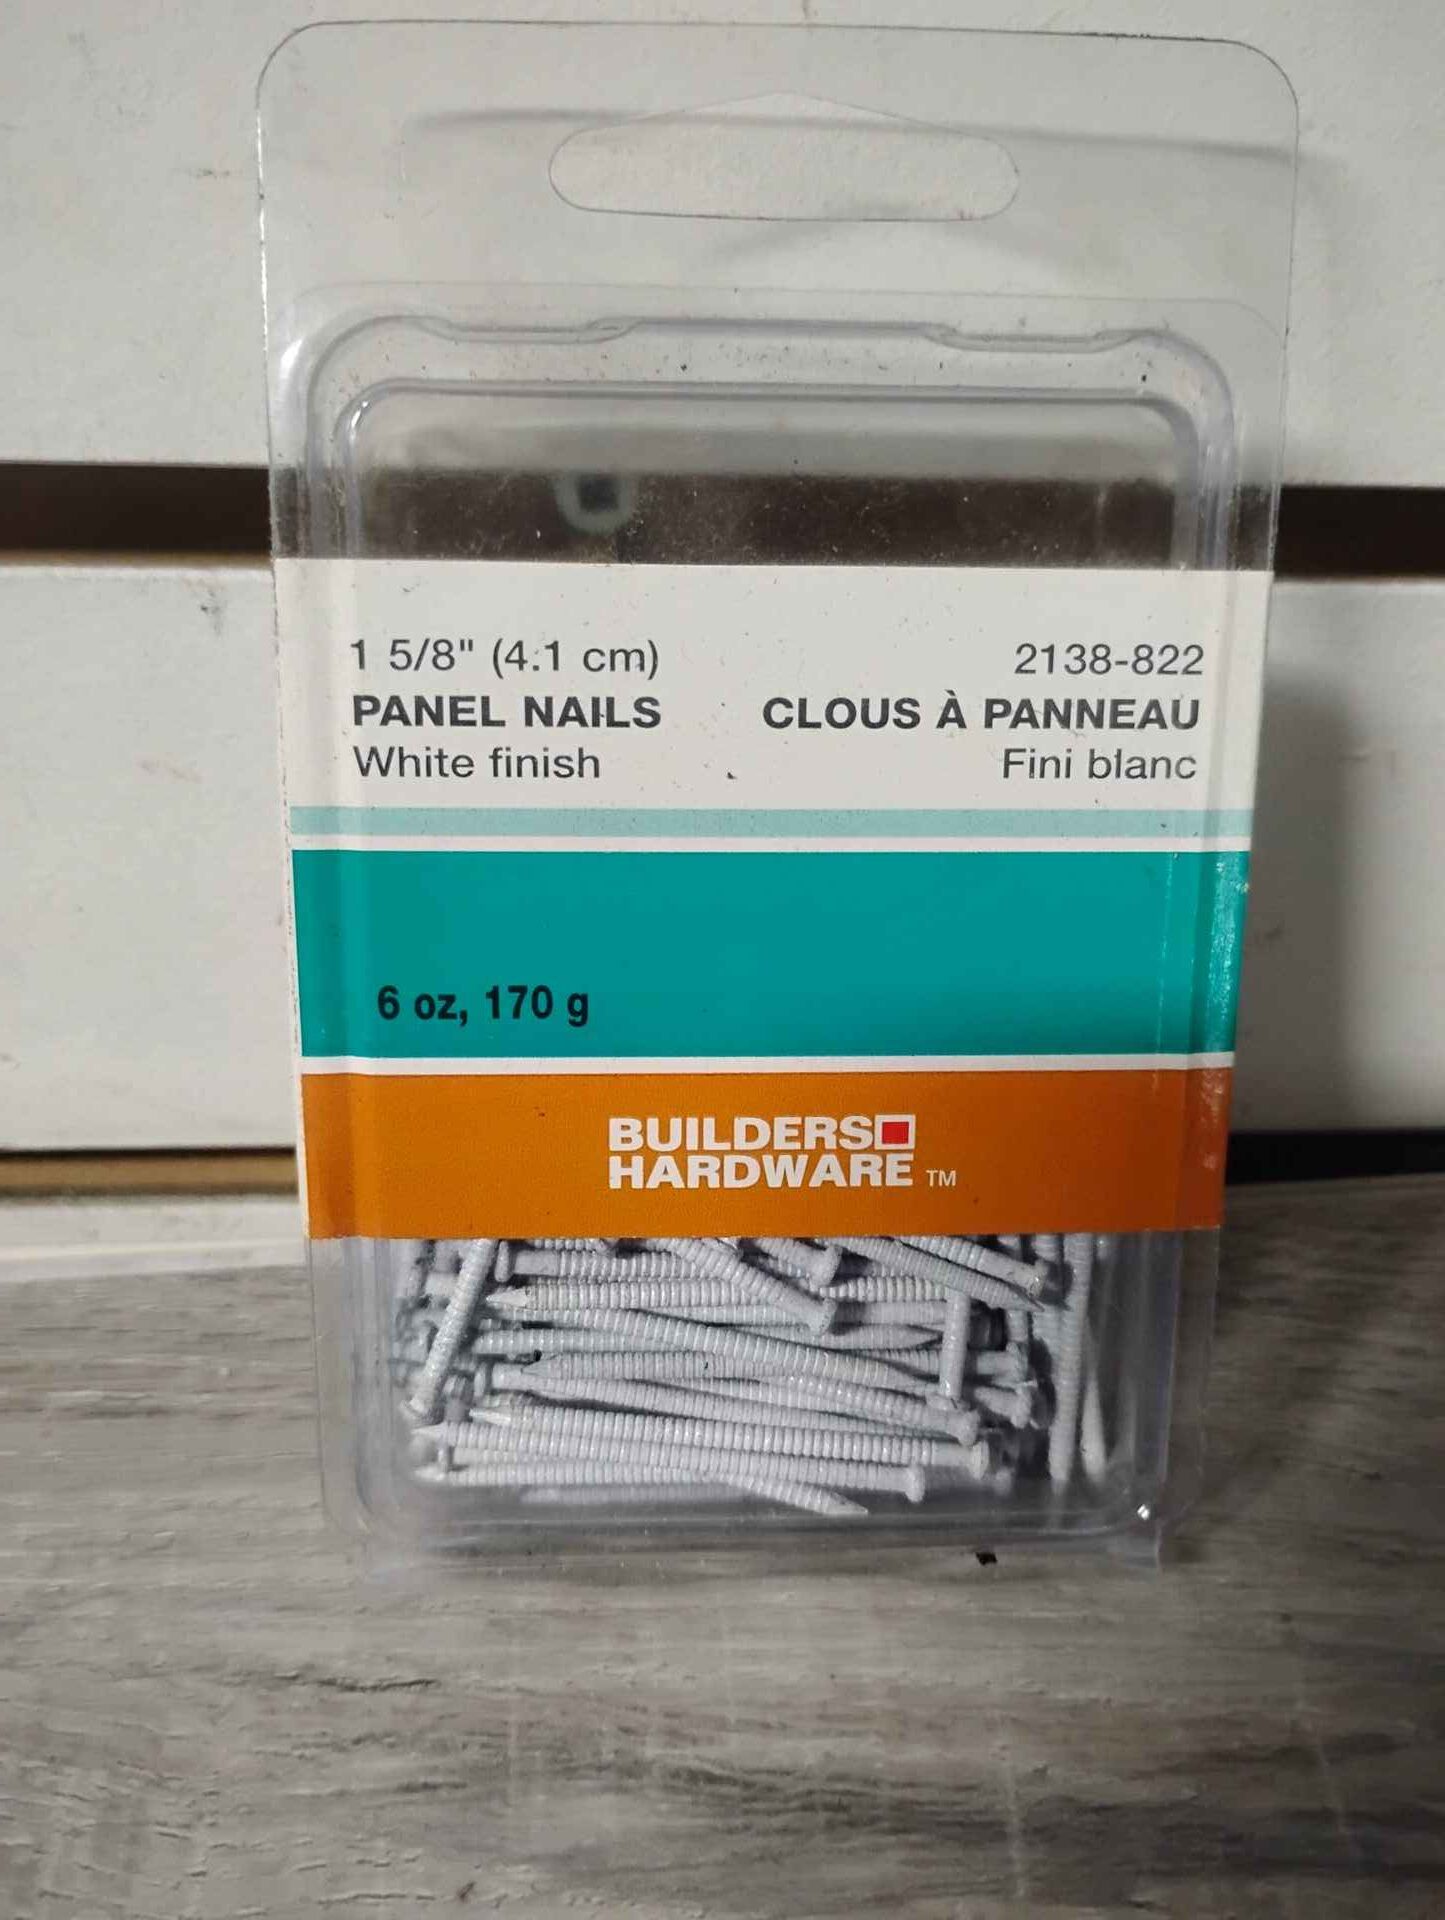 1 5/8" (4.1 cm)
PANEL NAILS
White finish
2138-822
CLOUS À PANNEAU
Fini blanc
6 oz, 170 g
BUILDERS
HARDWARE TM